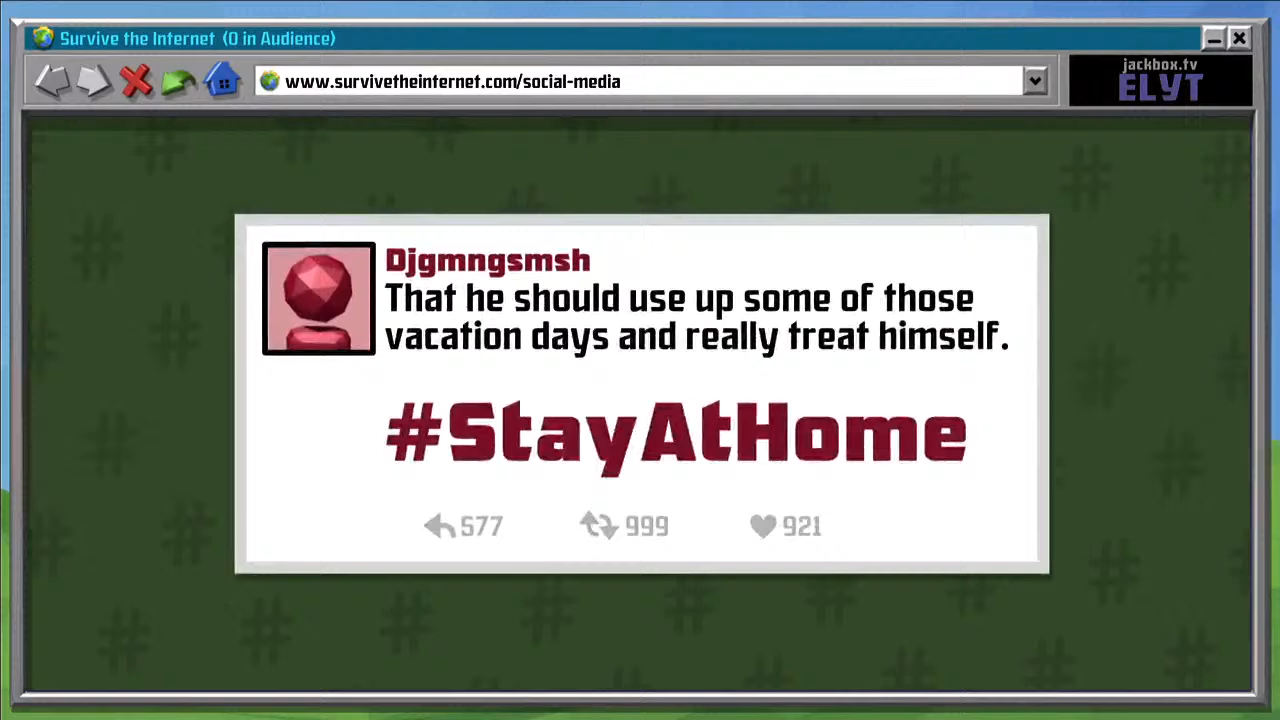 Survive the Internet (0 in Audience)
www.survivetheinternet.com/social-media
jackbox.tv
ELYT
Djgmngsmsh
That he should use up some of those
vacation days and really treat himself.
#StayAtHome
577 999 921